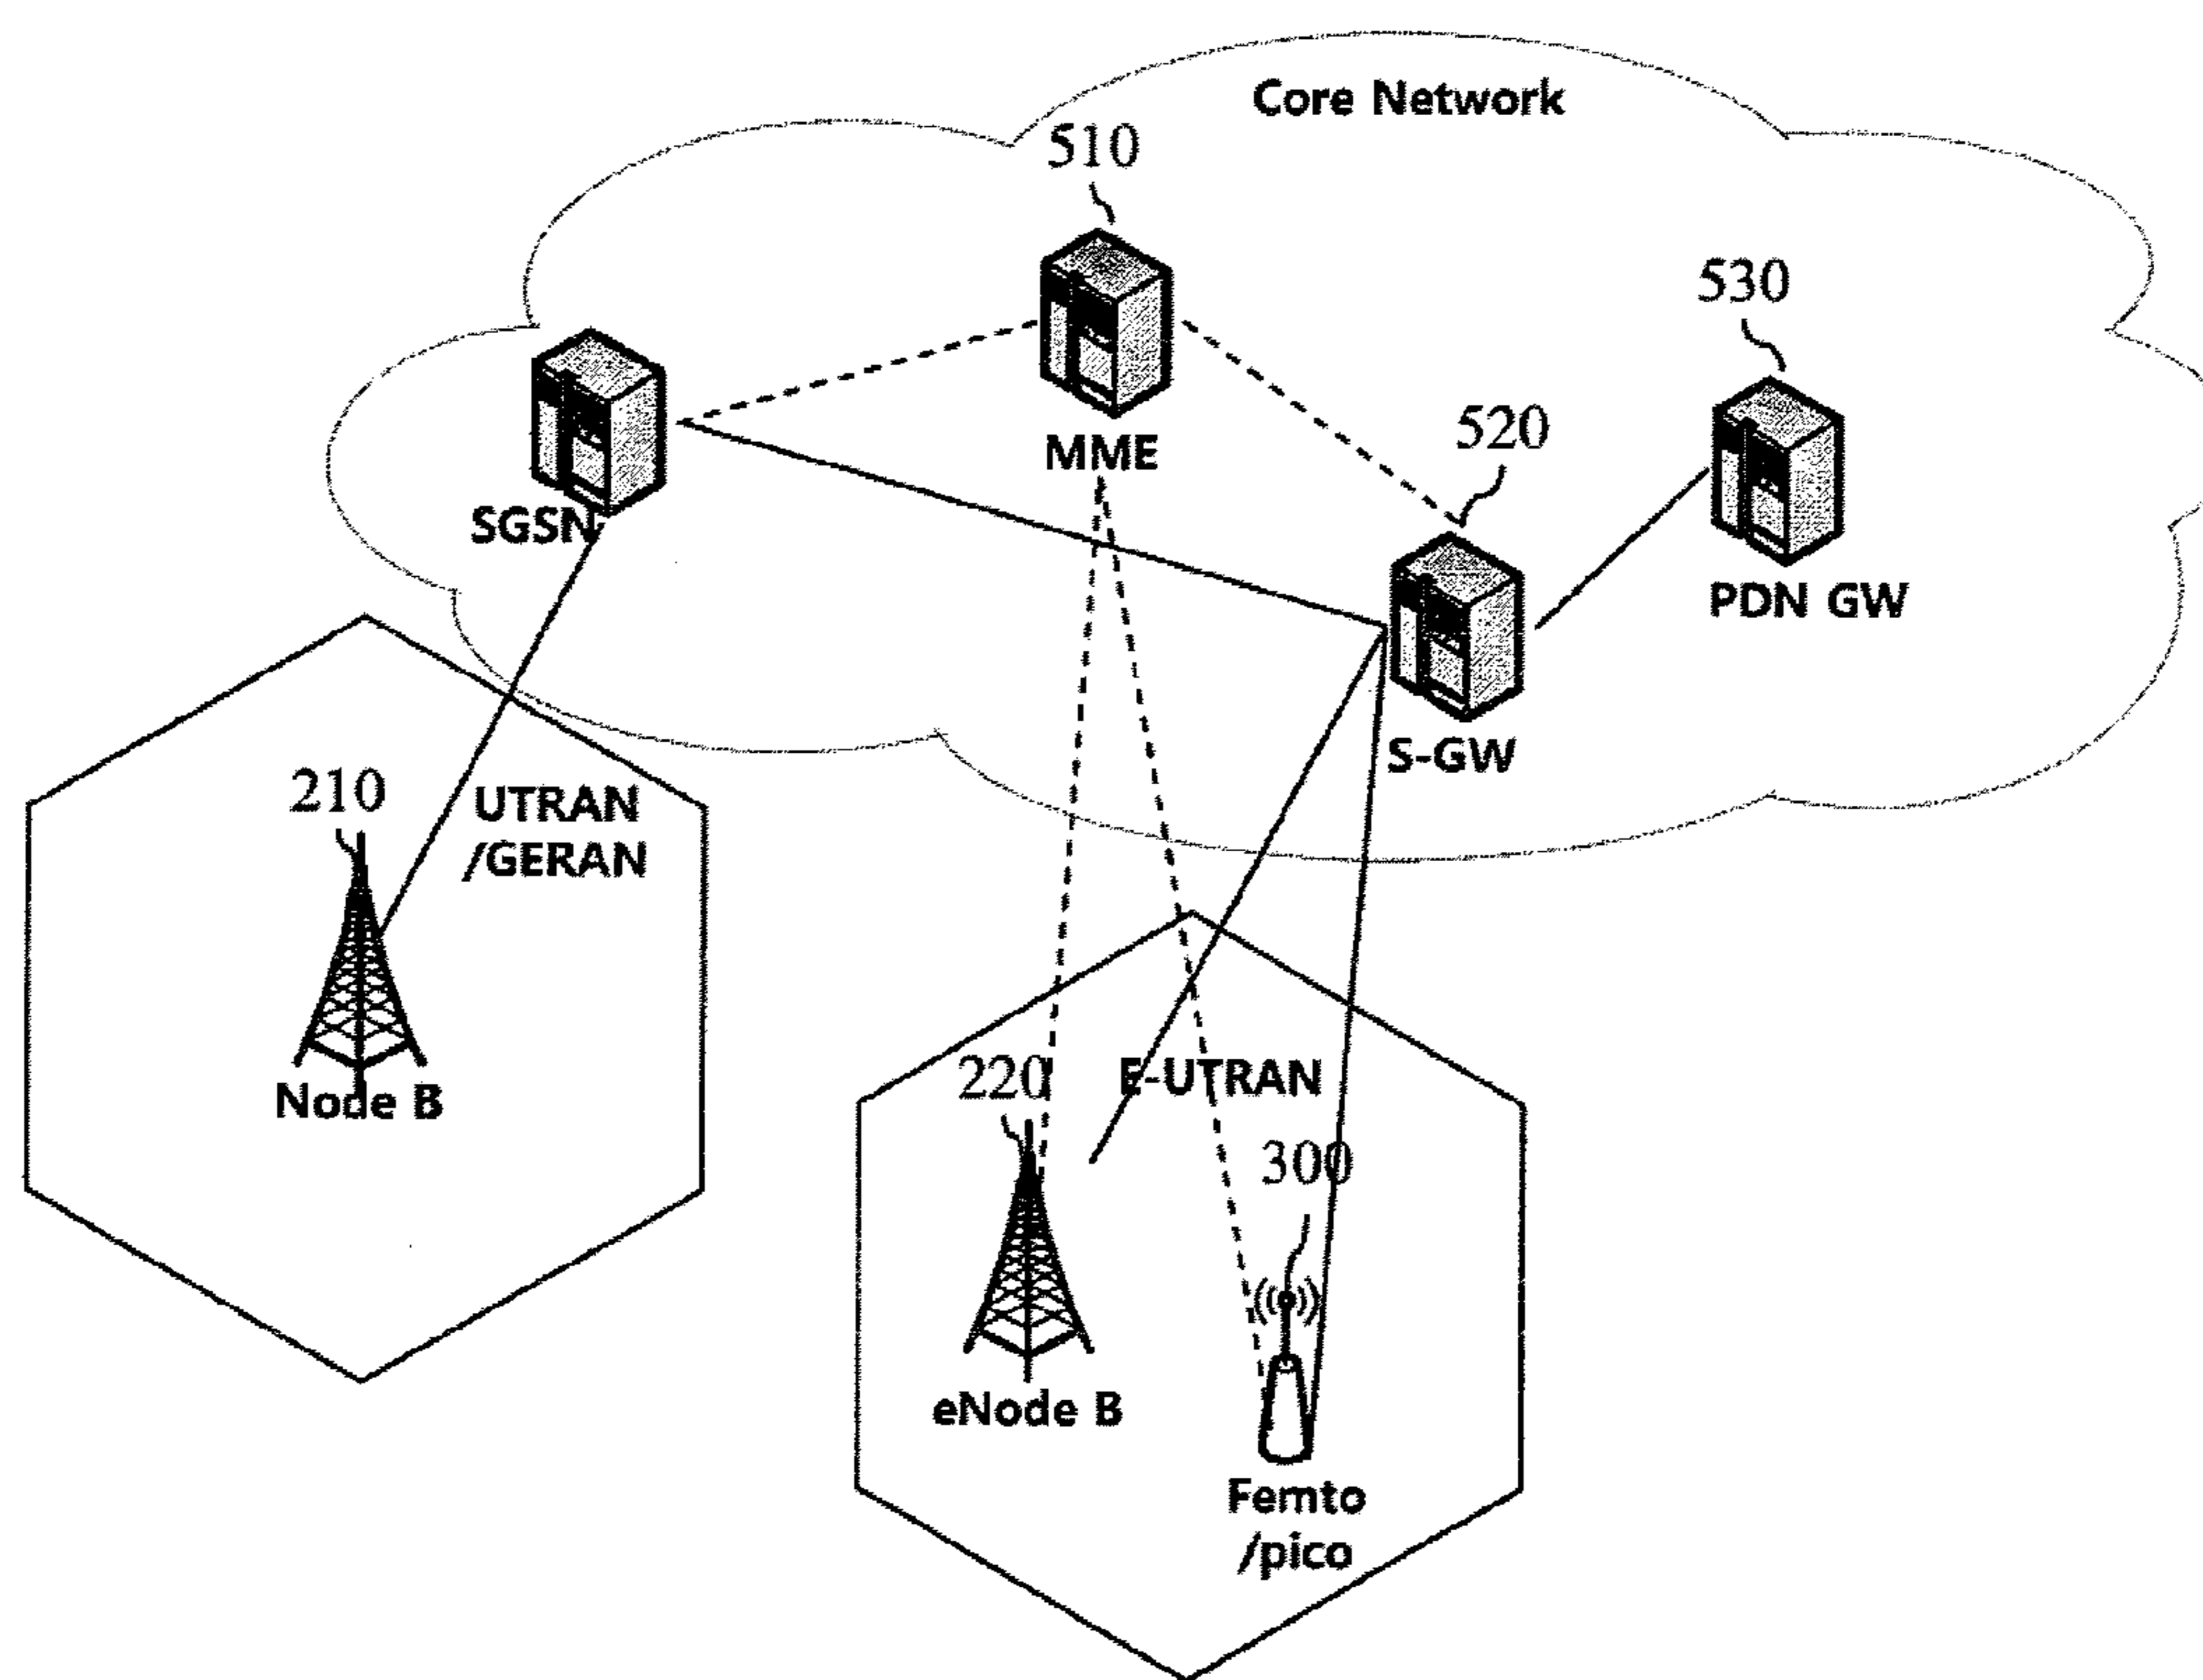 Core Network
510
530
520
MME
SGSN
PDN GW
S-GW
210
UTRAN
/GERAN
Node B
220
E-UTRAN
300
eNode B
Femto
/pico